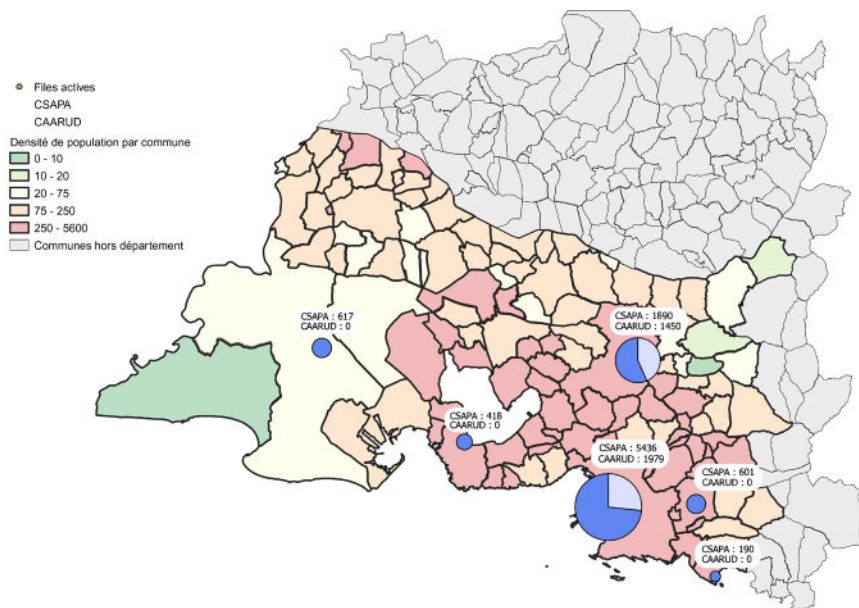 Files actives
CSAPA
CAARUD
Densité de population par commune
0 - 10
10 - 20
20 - 75
75 - 250
250 - 5600
Communes hors département
CSAPA : 617
CAARUD : 0
CSAPA : 1890
CAARUD : 1450
CSAPA : 418
CAARUD : 0
CSAPA : 5436
CAARUD : 1979
CSAPA : 601
CAARUD : 0
CSAPA : 190
CAARUD : 0